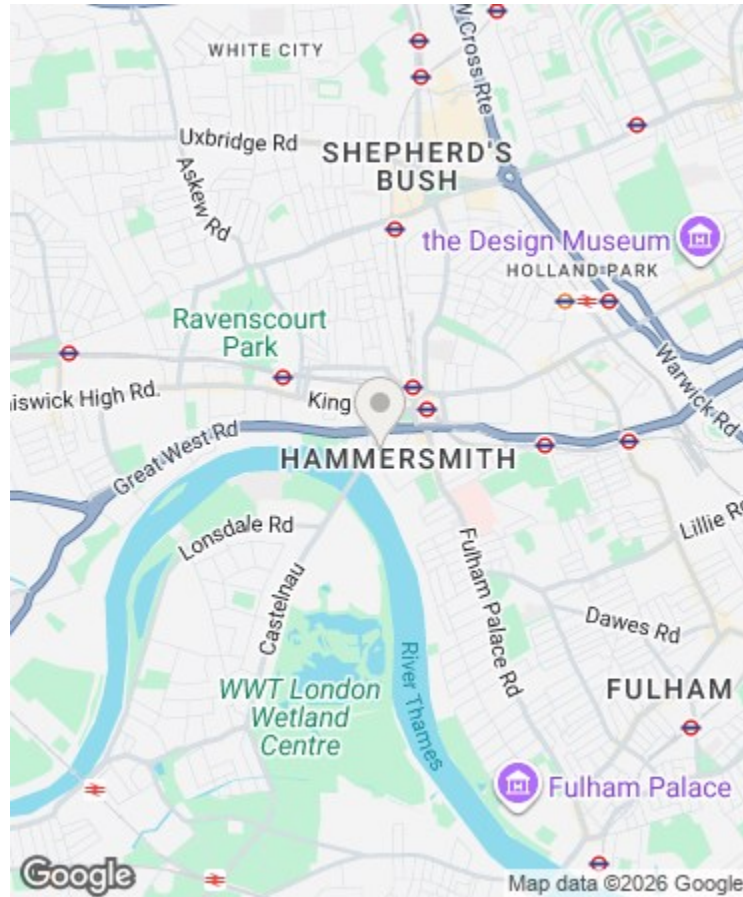 WHITE CITY
N Cross Rte
Uxbridge Rd
SHEPHERD'S
BUSH
Askew Rd
the Design Museum
HOLLAND PARK
Ravenscourt
Park
Warwick Rd
hiswick High Rd.
King
Great West Rd
HAMMERSMITH
Lonsdale Rd
Lillie Rd
Castelnau
Fulham Palace Rd
Dawes Rd
River Thames
WWT London
Wetland
Centre
FULHAM
Fulham Palace
Google
Map data ©2026 Google